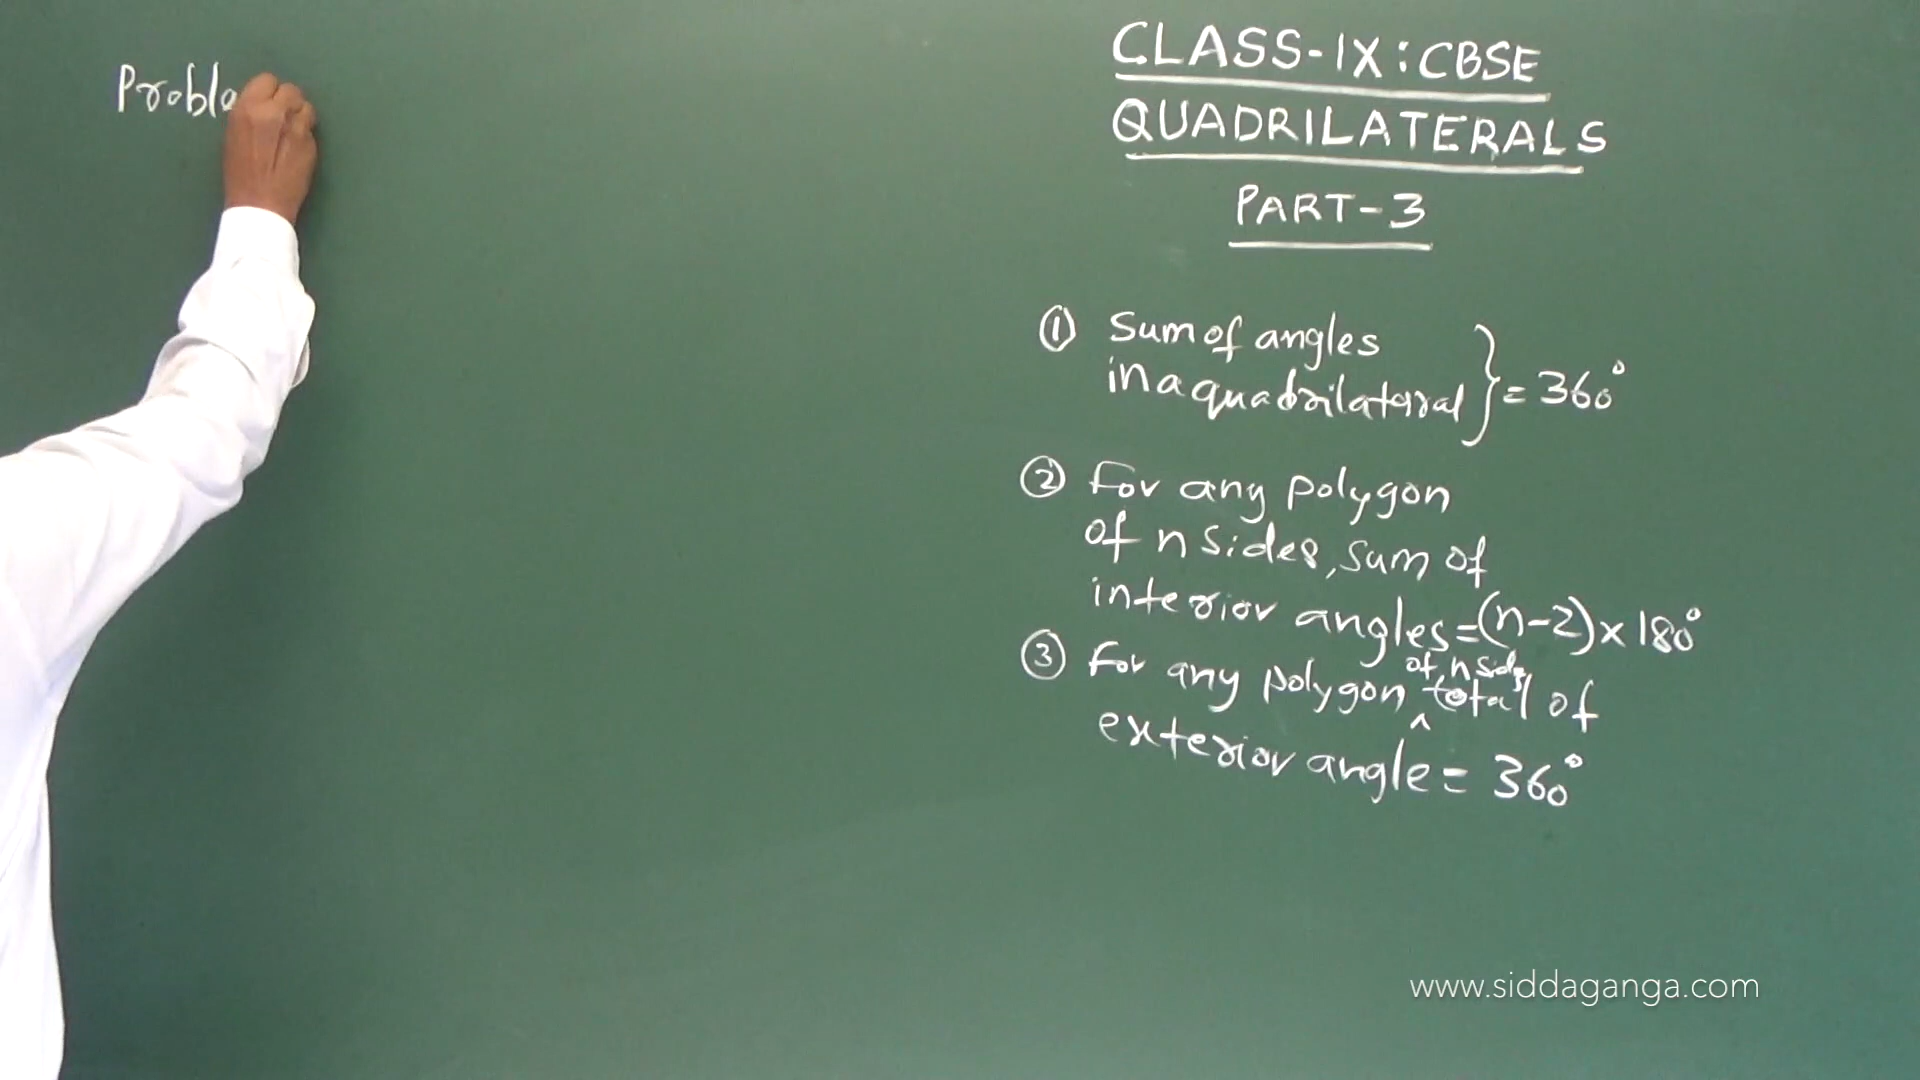 Proble
CLASS-IX : CBSE
QUADRILATERALS
PART-3
① Sum of angles
in a quadrilateral } = 360°
② For any polygon
of n sides, sum of
interior angles = (n-2) × 180°
③ For any polygon of n sides total of
exterior angle = 360°
www.siddaganga.com